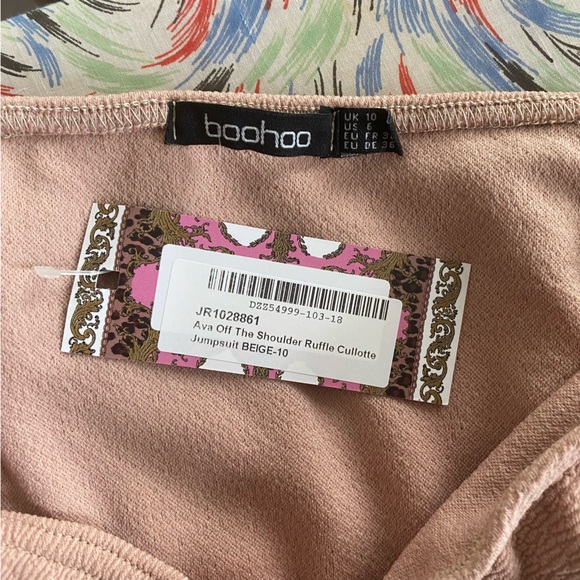 boohoo
UK 10
US 6
EU FR
EU DE 36
DZZ54999-103-18
JR1028861
Ava Off The Shoulder Ruffle Cullotte
Jumpsuit BEIGE-10